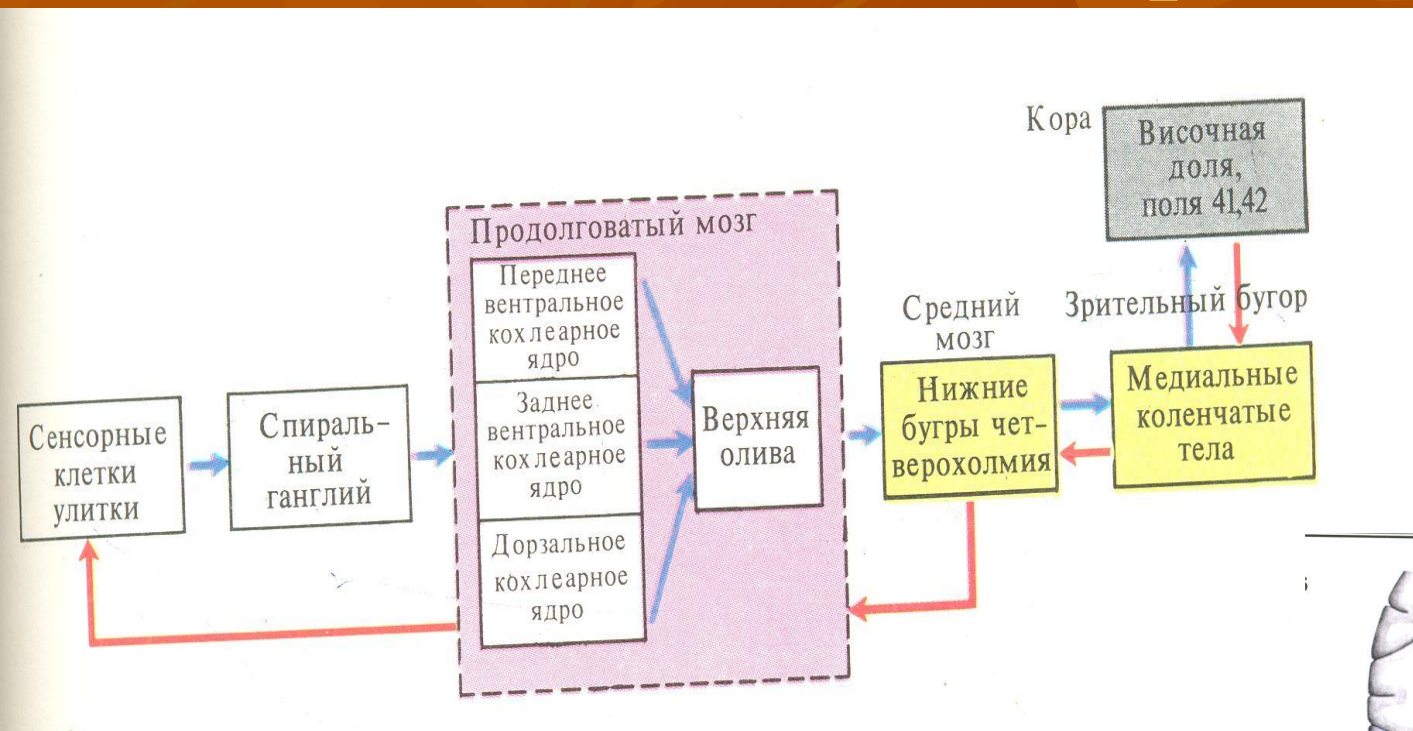 Сенсорные
клетки
улитки
Спираль-
ный
ганглий
Продолговатый мозг
Переднее
вентральное
кохлеарное
ядро
Заднее
вентральное
кохлеарное
ядро
Дорзальное
кохлеарное
ядро
Верхняя
олива
Средний
мозг
Нижние
бугры чет-
верохолмия
Зрительный бугор
Медиальные
коленчатые
тела
Кора
Височная
доля,
поля 41,42